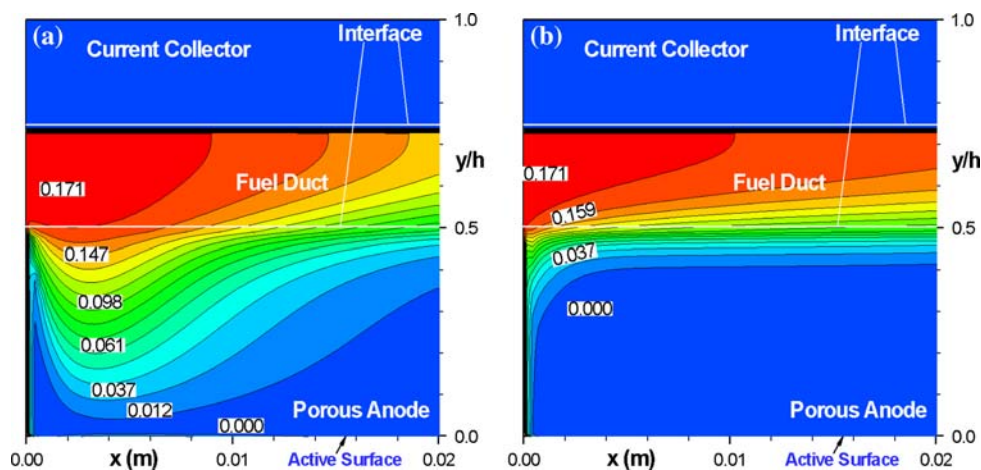 (a)
Current Collector
Interface
0.171
Fuel Duct
0.147
0.098
0.061
0.037
0.012
0.000
Porous Anode
0.00
x (m)
0.01
Active Surface
0.02
1.0
y/h
0.5
0.0
(b)
Current Collector
Interface
0.171
Fuel Duct
0.159
0.037
0.000
Porous Anode
0.00
x (m)
0.01
Active Surface
0.02
1.0
y/h
0.5
0.0